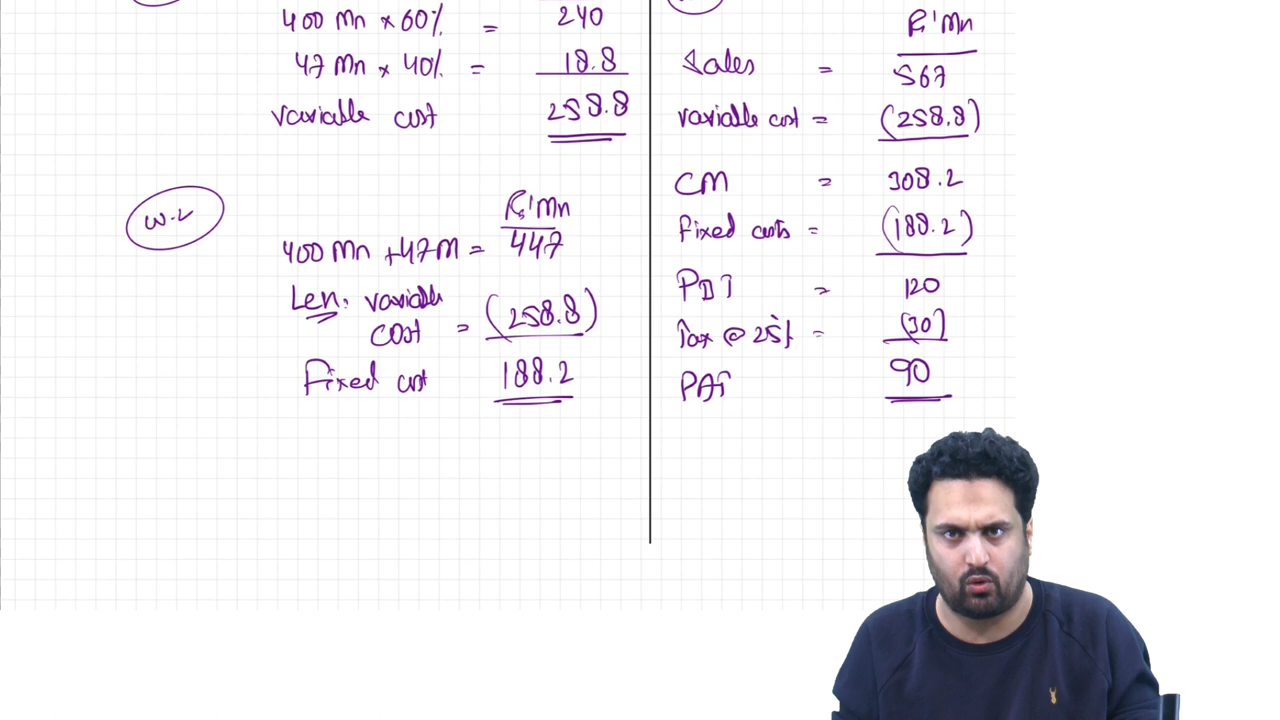 400 Mn × 60% = 240
47 Mn × 40% = 18.8
variable cost 258.8
W-2
Rs'Mn
400 Mn + 47M = 447
Less: variable
cost = (258.8)
Fixed cost 188.2
Rs'Mn
Sales = 567
variable cost = (258.8)
CM = 308.2
fixed costs = (188.2)
PBT = 120
Tax @ 25% = (30)
PAT 90